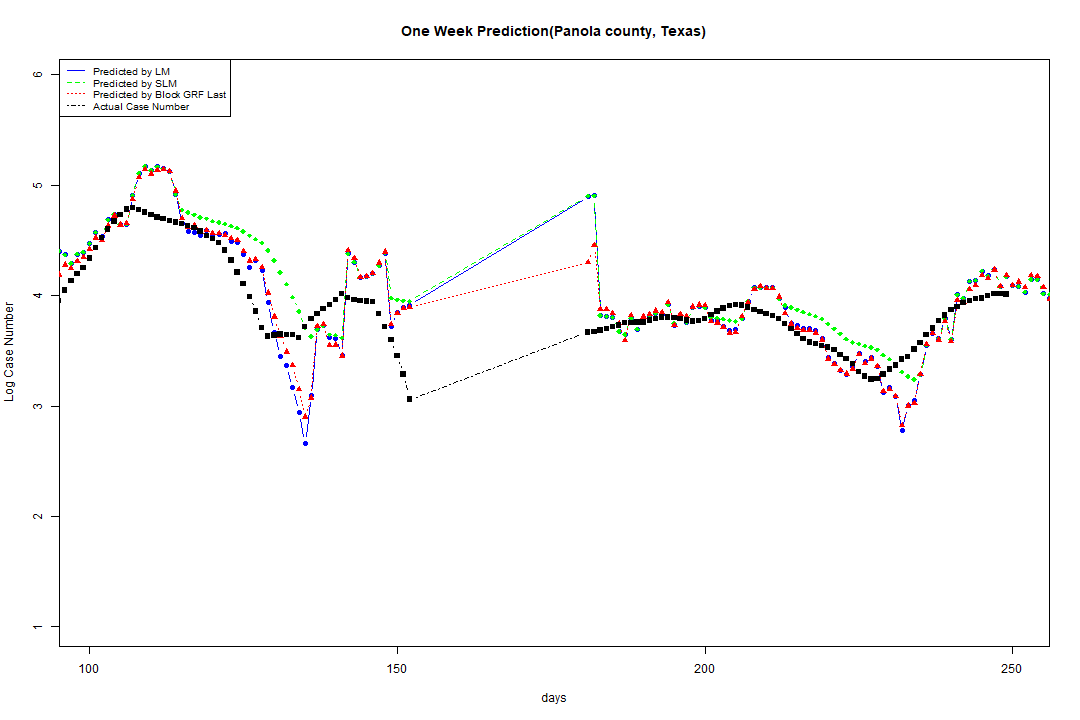 One Week Prediction(Panola county, Texas)
Predicted by LM
Predicted by SLM
Predicted by Block GRF Last
Actual Case Number
6
5
4
3
2
1
Log Case Number
100
150
200
250
days